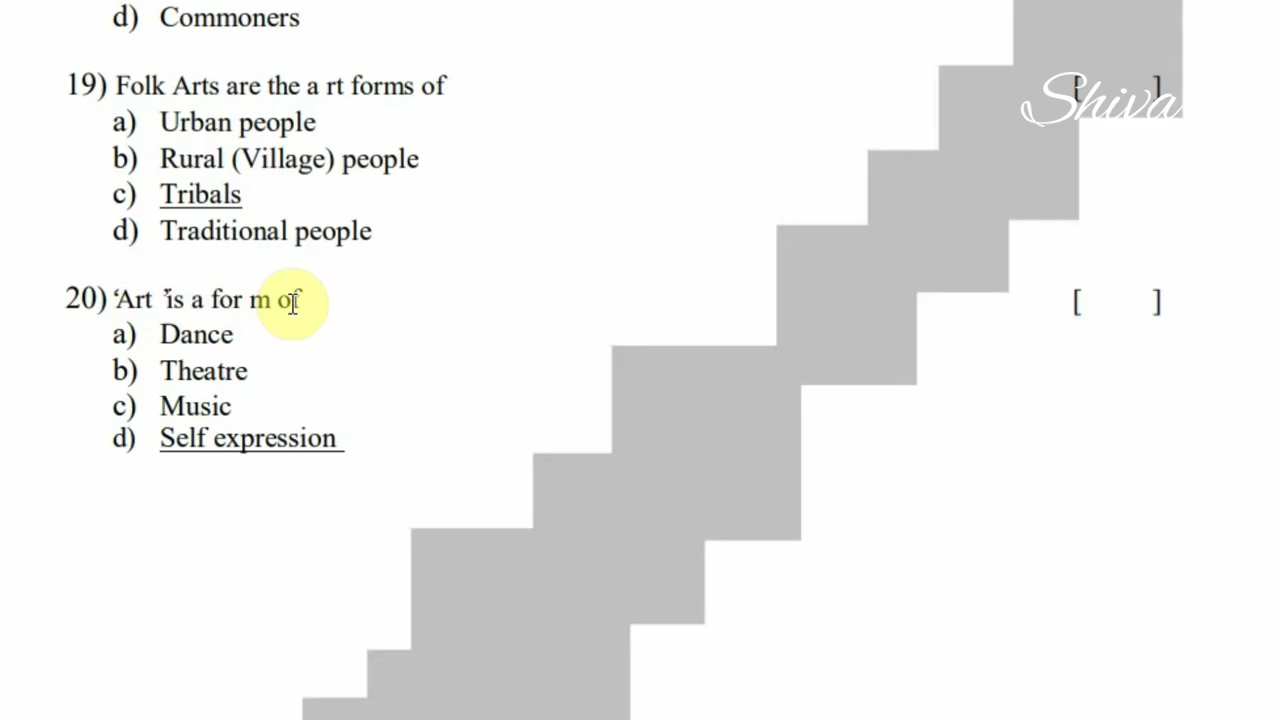 d) Commoners
19) Folk Arts are the a rt forms of [ ]
a) Urban people
b) Rural (Village) people
c) Tribals
d) Traditional people
20) ‘Art ’is a for m of [ ]
a) Dance
b) Theatre
c) Music
d) Self expression
Shiva